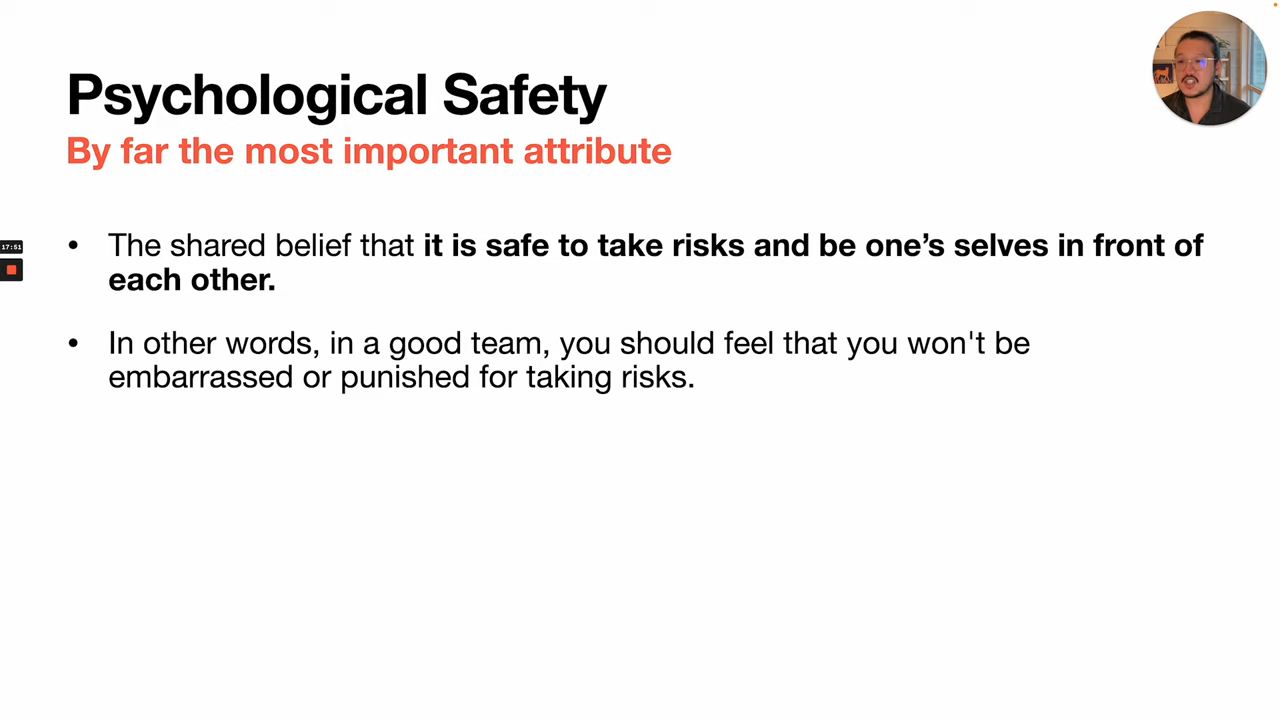 Psychological Safety
By far the most important attribute
17:51
• The shared belief that it is safe to take risks and be one’s selves in front of
each other.
• In other words, in a good team, you should feel that you won't be
embarrassed or punished for taking risks.